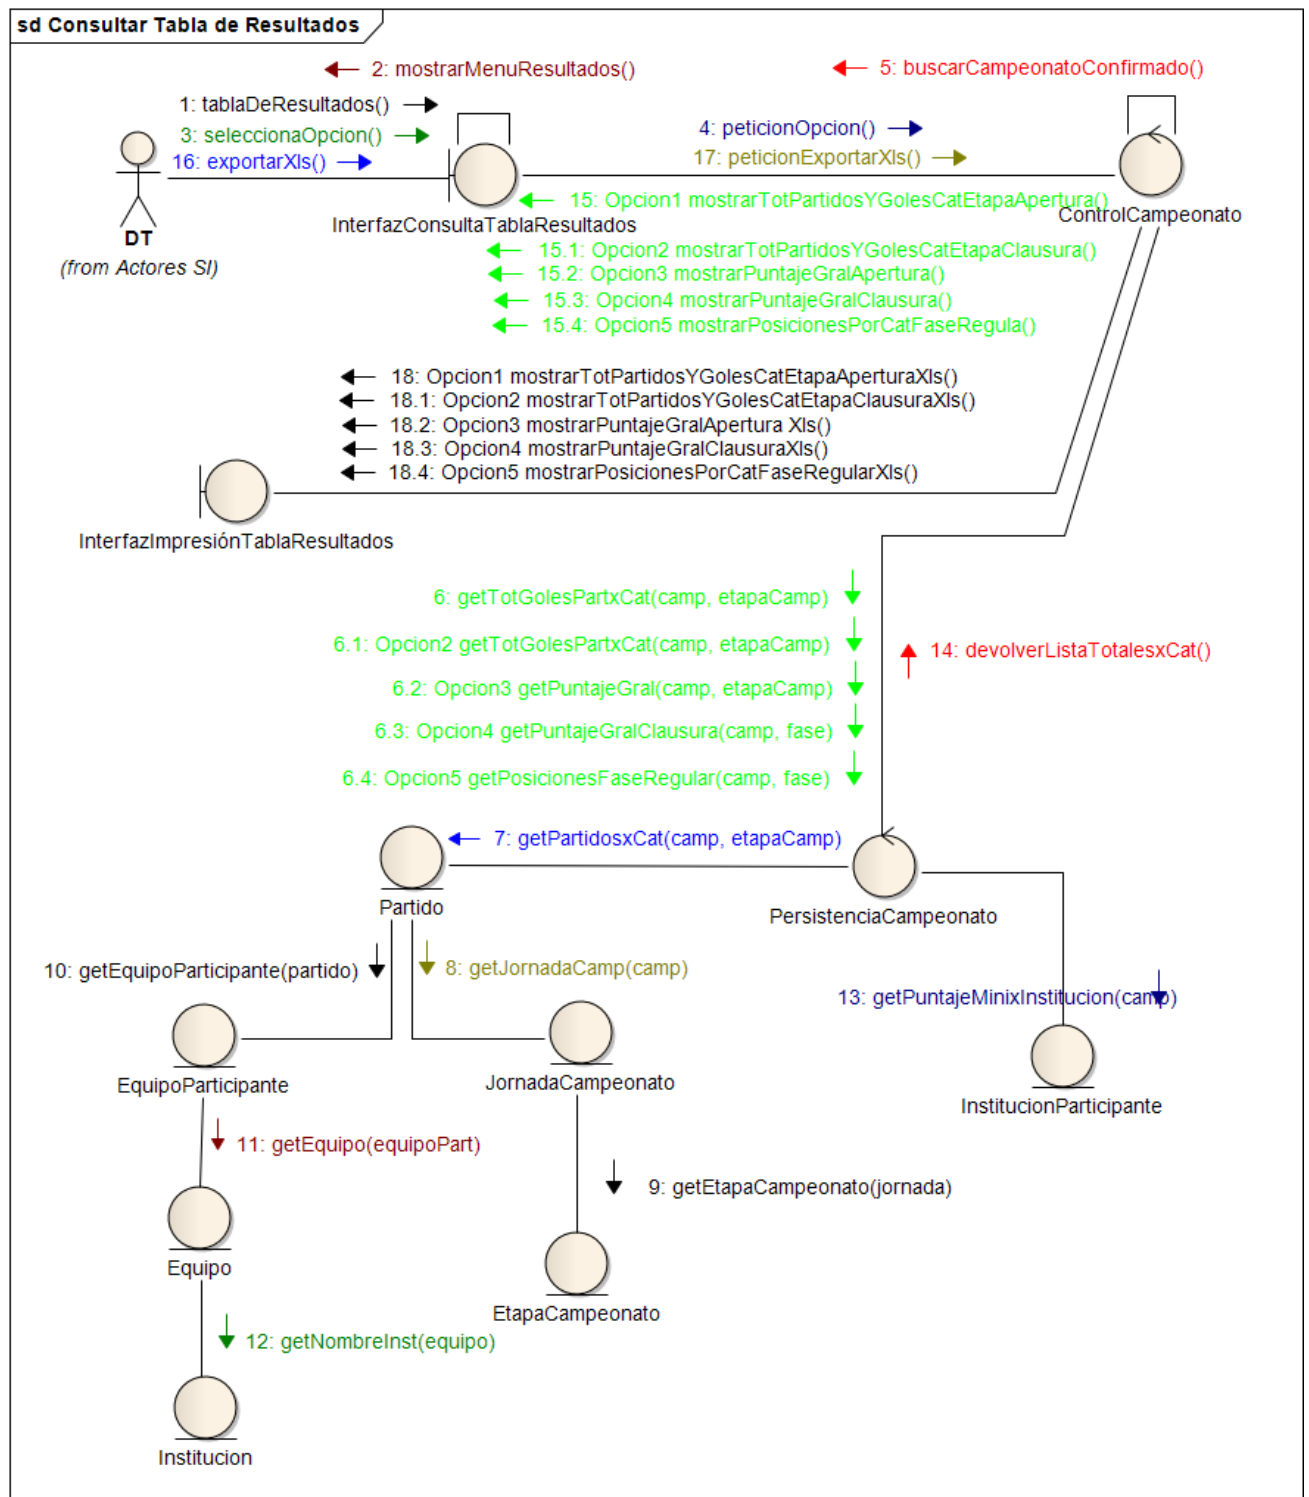 sd Consultar Tabla de Resultados
2: mostrarMenuResultados()
5: buscarCampeonatoConfirmado()
1: tablaDeResultados()
3: seleccionaOpcion()
4: peticionOpcion()
16: exportarXls()
17: peticionExportarXls()
15: Opcion1 mostrarTotPartidosYGolesCatEtapaApertura()
ControlCampeonato
InterfazConsultaTablaResultados
DT
(from Actores SI)
15.1: Opcion2 mostrarTotPartidosYGolesCatEtapaClausura()
15.2: Opcion3 mostrarPuntajeGralApertura()
15.3: Opcion4 mostrarPuntajeGralClausura()
15.4: Opcion5 mostrarPosicionesPorCatFaseRegula()
18: Opcion1 mostrarTotPartidosYGolesCatEtapaAperturaXls()
18.1: Opcion2 mostrarTotPartidosYGolesCatEtapaClausuraXls()
18.2: Opcion3 mostrarPuntajeGralApertura Xls()
18.3: Opcion4 mostrarPuntajeGralClausuraXls()
18.4: Opcion5 mostrarPosicionesPorCatFaseRegularXls()
InterfazImpresiónTablaResultados
6: getTotGolesPartxCat(camp, etapaCamp)
6.1: Opcion2 getTotGolesPartxCat(camp, etapaCamp)
14: devolverListaTotalesxCat()
6.2: Opcion3 getPuntajeGral(camp, etapaCamp)
6.3: Opcion4 getPuntajeGralClausura(camp, fase)
6.4: Opcion5 getPosicionesFaseRegular(camp, fase)
7: getPartidosxCat(camp, etapaCamp)
Partido
PersistenciaCampeonato
10: getEquipoParticipante(partido)
8: getJornadaCamp(camp)
13: getPuntajeMinixInstitucion(camp)
EquipoParticipante
JornadaCampeonato
InstitucionParticipante
11: getEquipo(equipoPart)
9: getEtapaCampeonato(jornada)
Equipo
EtapaCampeonato
12: getNombreInst(equipo)
Institucion